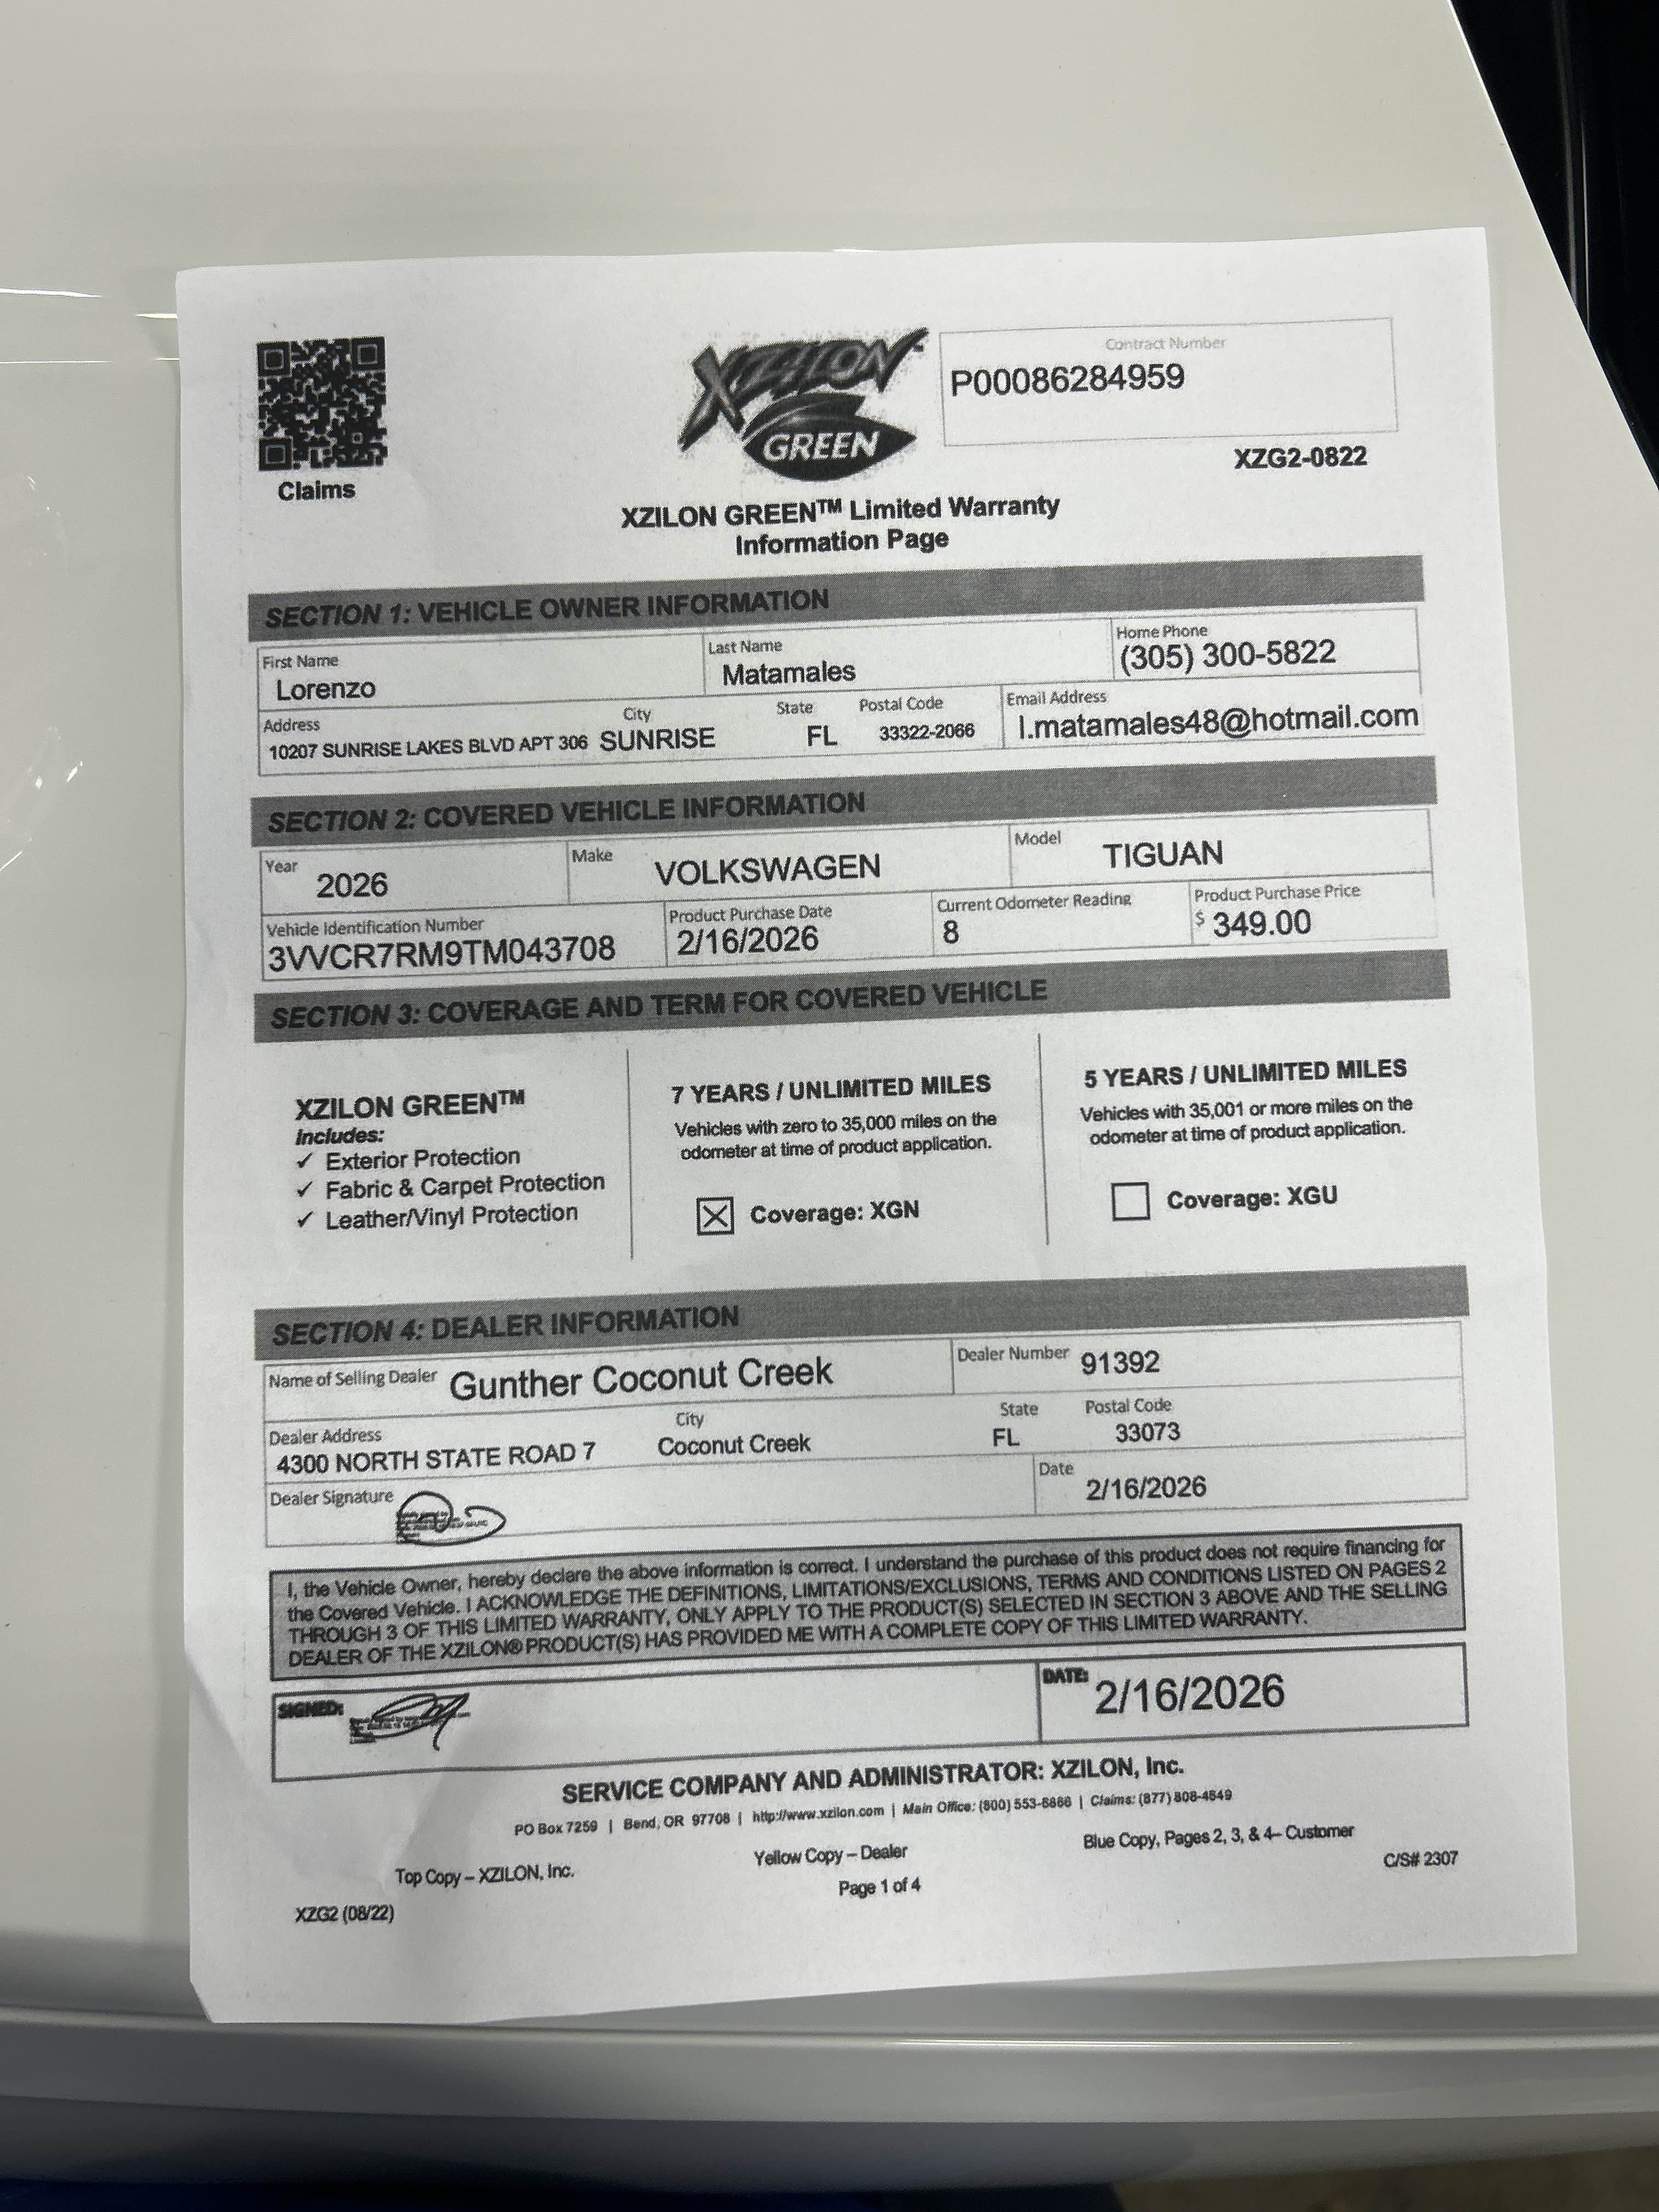 XZILON™
GREEN
Contract Number
P00086284959
XZG2-0822
Claims
XZILON GREEN™ Limited Warranty
Information Page
SECTION 1: VEHICLE OWNER INFORMATION
First Name
Lorenzo
Last Name
Matamales
Home Phone
(305) 300-5822
Address
10207 SUNRISE LAKES BLVD APT 306
City
SUNRISE
State
FL
Postal Code
33322-2066
Email Address
l.matamales48@hotmail.com
SECTION 2: COVERED VEHICLE INFORMATION
Year
2026
Make
VOLKSWAGEN
Model
TIGUAN
Vehicle Identification Number
3VVCR7RM9TM043708
Product Purchase Date
2/16/2026
Current Odometer Reading
8
Product Purchase Price
$ 349.00
SECTION 3: COVERAGE AND TERM FOR COVERED VEHICLE
XZILON GREEN™
Includes:
✓ Exterior Protection
✓ Fabric & Carpet Protection
✓ Leather/Vinyl Protection
7 YEARS / UNLIMITED MILES
Vehicles with zero to 35,000 miles on the
odometer at time of product application.
☒ Coverage: XGN
5 YEARS / UNLIMITED MILES
Vehicles with 35,001 or more miles on the
odometer at time of product application.
☐ Coverage: XGU
SECTION 4: DEALER INFORMATION
Name of Selling Dealer Gunther Coconut Creek
Dealer Number 91392
Dealer Address
4300 NORTH STATE ROAD 7
City
Coconut Creek
State
FL
Postal Code
33073
Dealer Signature
Date
2/16/2026
I, the Vehicle Owner, hereby declare the above information is correct. I understand the purchase of this product does not require financing for
the Covered Vehicle. I ACKNOWLEDGE THE DEFINITIONS, LIMITATIONS/EXCLUSIONS, TERMS AND CONDITIONS LISTED ON PAGES 2
THROUGH 3 OF THIS LIMITED WARRANTY, ONLY APPLY TO THE PRODUCT(S) SELECTED IN SECTION 3 ABOVE AND THE SELLING
DEALER OF THE XZILON® PRODUCT(S) HAS PROVIDED ME WITH A COMPLETE COPY OF THIS LIMITED WARRANTY.
SIGNED:
DATE: 2/16/2026
SERVICE COMPANY AND ADMINISTRATOR: XZILON, Inc.
PO Box 7259 | Bend, OR 97708 | http://www.xzilon.com | Main Office: (800) 553-6866 | Claims: (877) 808-4549
Top Copy – XZILON, Inc.
Yellow Copy – Dealer
Blue Copy, Pages 2, 3, & 4– Customer
Page 1 of 4
C/S# 2307
XZG2 (08/22)